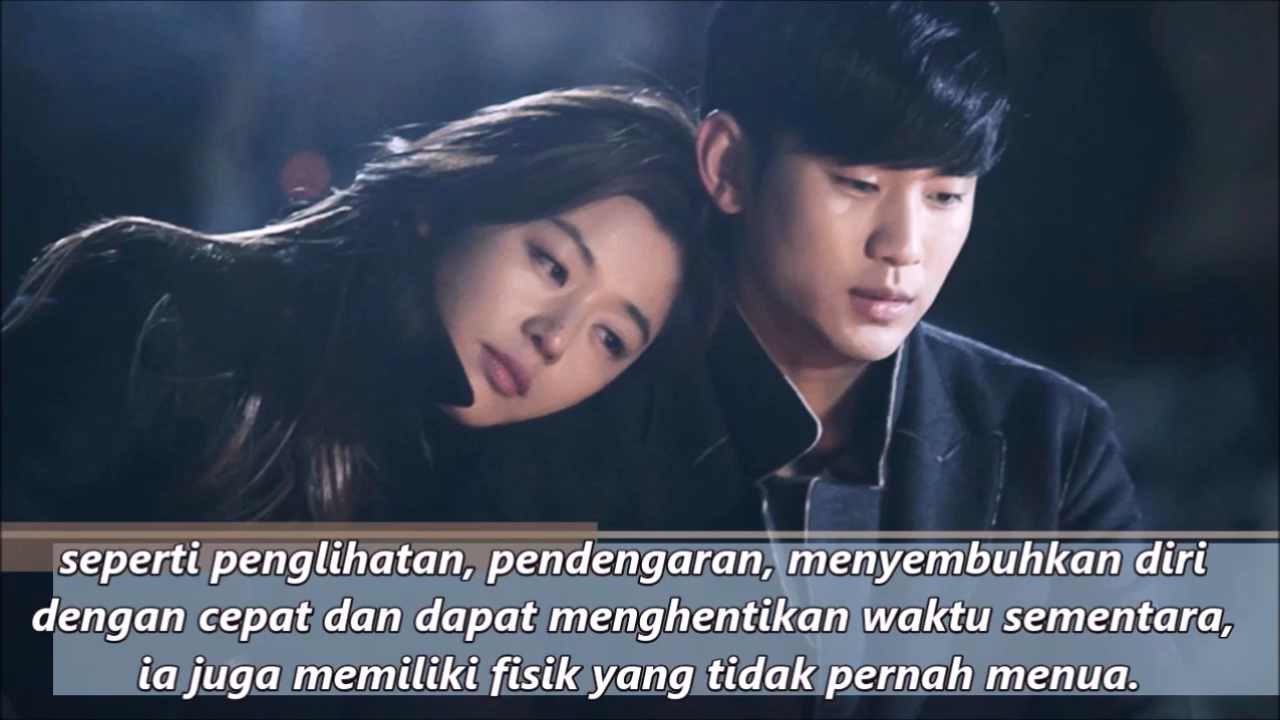 seperti penglihatan, pendengaran, menyembuhkan diri
dengan cepat dan dapat menghentikan waktu sementara,
ia juga memiliki fisik yang tidak pernah menua.